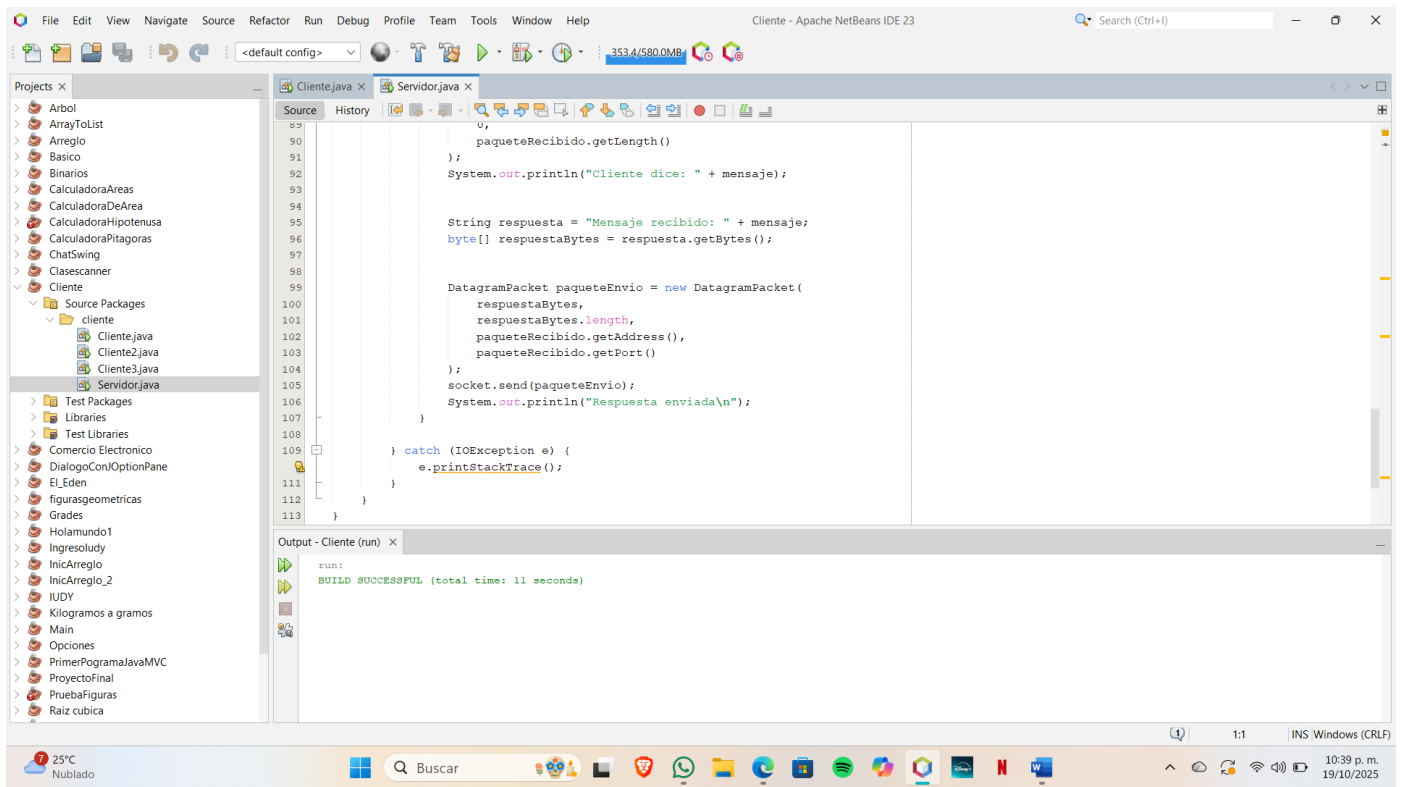 File Edit View Navigate Source Refactor Run Debug Profile Team Tools Window Help
Cliente - Apache NetBeans IDE 23
Search (Ctrl+I)
<default config>
353.4/580.0MB
Projects
Cliente.java
Servidor.java
Source History
Arbol
ArrayToList
Arreglo
Basico
Binarios
CalculadoraAreas
CalculadoraDeArea
CalculadoraHipotenusa
CalculadoraPitagoras
ChatSwing
Clasescanner
Cliente
Source Packages
cliente
Cliente.java
Cliente2.java
Cliente3.java
Servidor.java
Test Packages
Libraries
Test Libraries
Comercio Electronico
DialogoConJOptionPane
El_Eden
figurasgeometricas
Grades
Holamundo1
Ingresoludy
InicArreglo
InicArreglo_2
IUDY
Kilogramos a gramos
Main
Opciones
PrimerPogramaJavaMVC
ProyectoFinal
PruebaFiguras
Raiz cubica
89 0,
90 paqueteRecibido.getLength()
91 );
92 System.out.println("Cliente dice: " + mensaje);
93
94
95 String respuesta = "Mensaje recibido: " + mensaje;
96 byte[] respuestaBytes = respuesta.getBytes();
97
98
99 DatagramPacket paqueteEnvio = new DatagramPacket(
100 respuestaBytes,
101 respuestaBytes.length,
102 paqueteRecibido.getAddress(),
103 paqueteRecibido.getPort()
104 );
105 socket.send(paqueteEnvio);
106 System.out.println("Respuesta enviada\n");
107 }
108
109 } catch (IOException e) {
e.printStackTrace();
111 }
112 }
113 }
Output - Cliente (run)
run:
BUILD SUCCESSFUL (total time: 11 seconds)
1:1
INS Windows (CRLF)
7
25°C
Nublado
Buscar
10:39 p. m.
19/10/2025